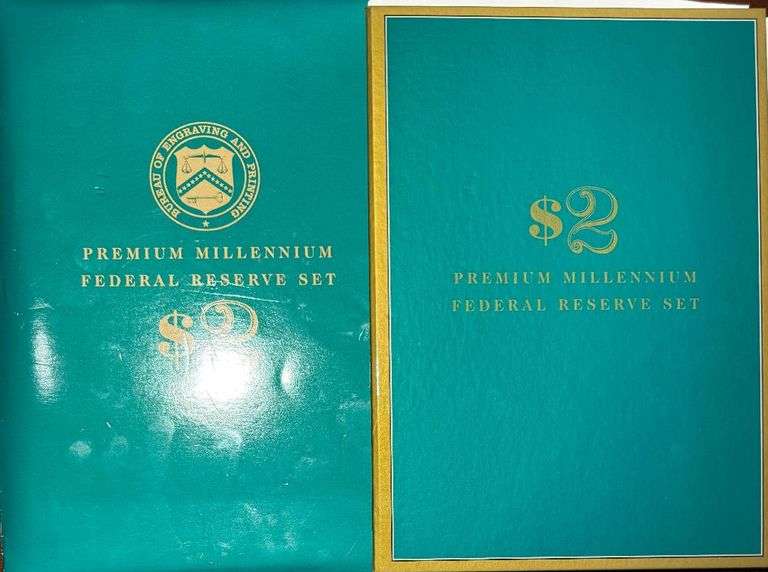 BUREAU OF ENGRAVING AND PRINTING
PREMIUM MILLENNIUM
FEDERAL RESERVE SET
$2
$2
PREMIUM MILLENNIUM
FEDERAL RESERVE SET